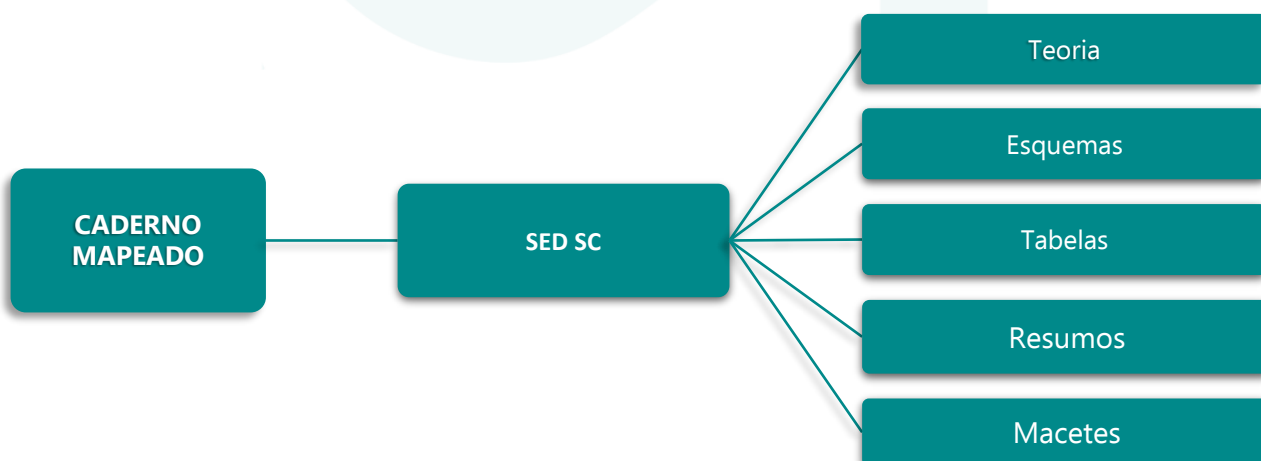 CADERNO
MAPEADO
SED SC
Teoria
Esquemas
Tabelas
Resumos
Macetes